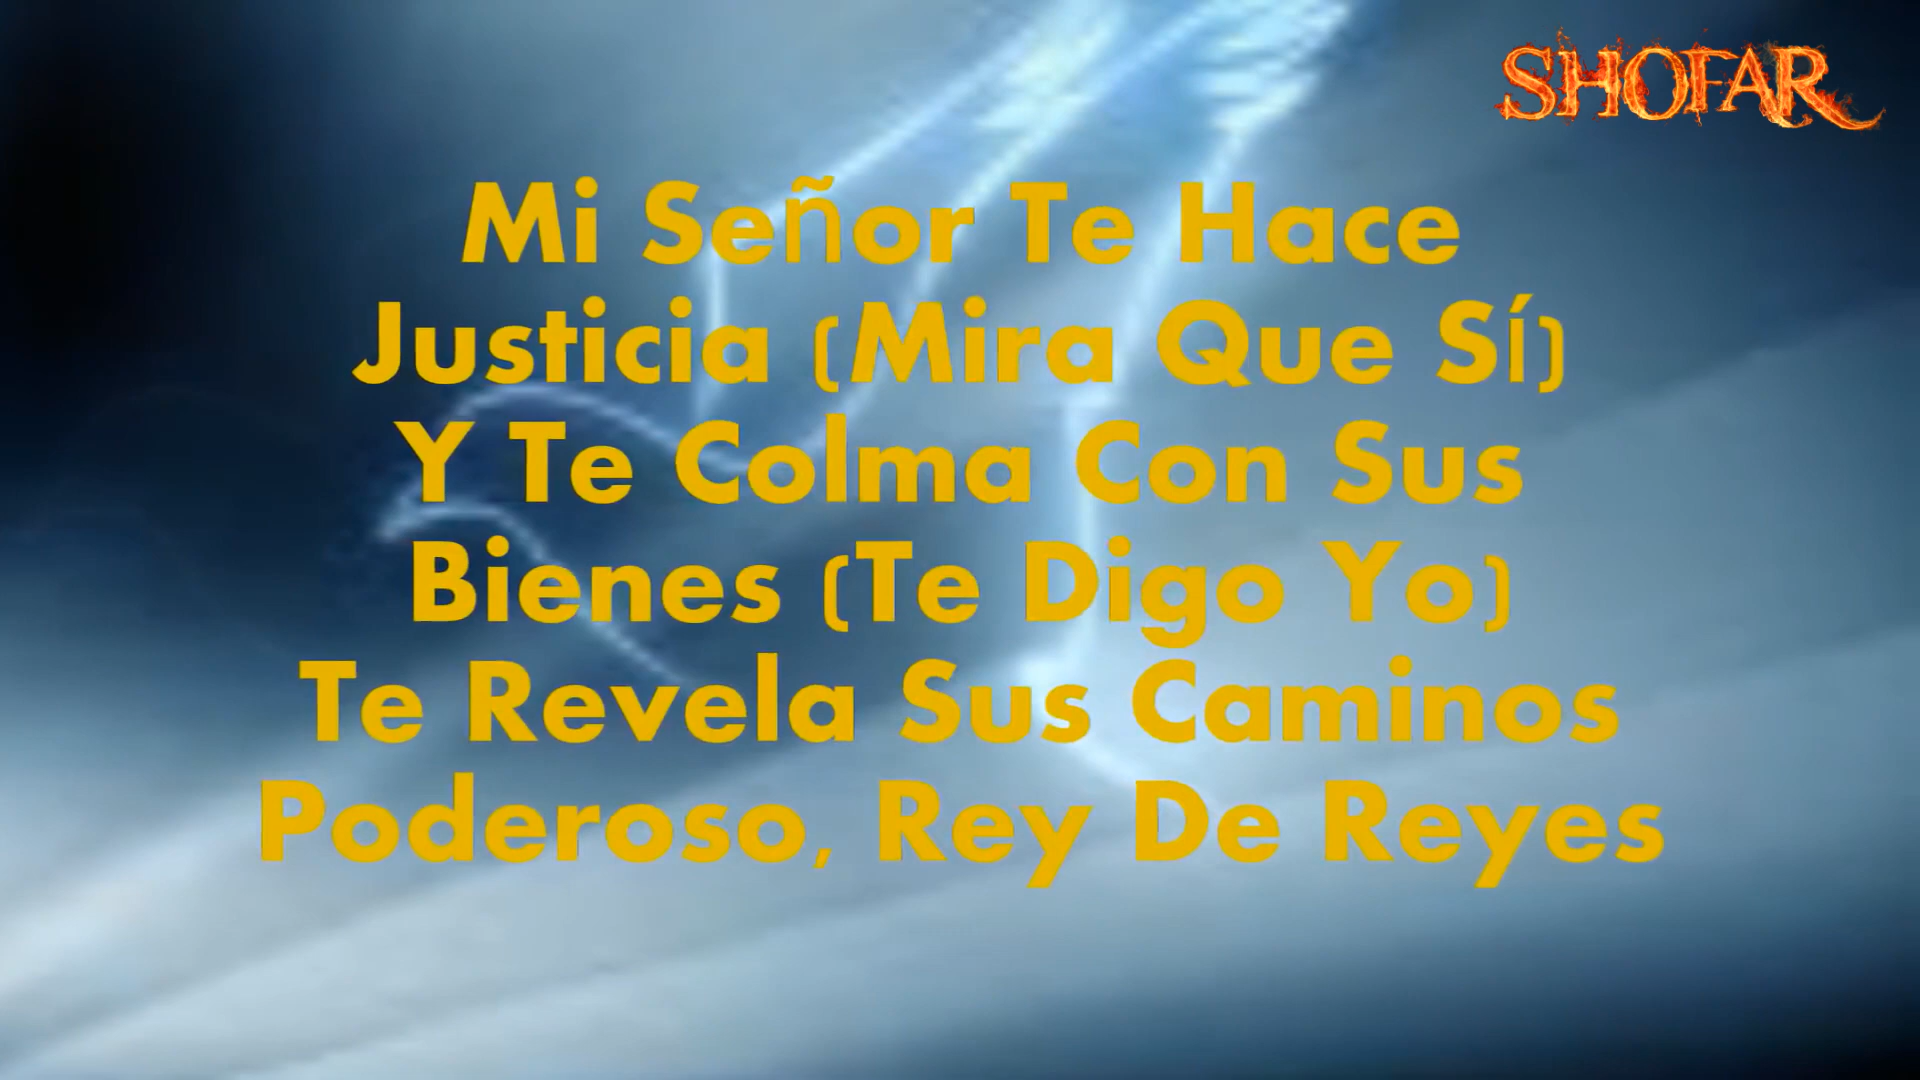 SHOFAR
Mi Señor Te Hace
Justicia (Mira Que Sí)
Y Te Colma Con Sus
Bienes (Te Digo Yo)
Te Revela Sus Caminos
Poderoso, Rey De Reyes